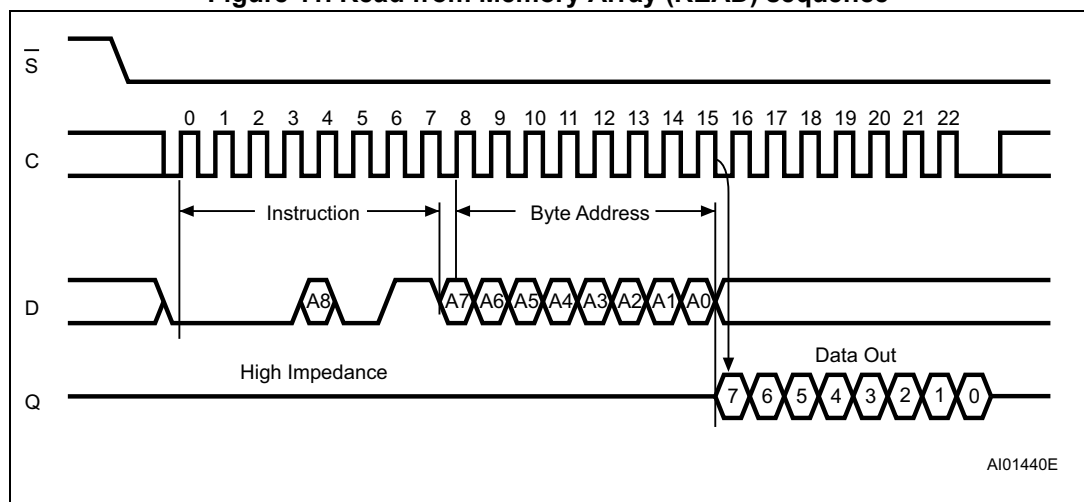 Figure 11. Read from Memory Array (READ) sequence
S
0 1 2 3 4 5 6 7 8 9 10 11 12 13 14 15 16 17 18 19 20 21 22
C
Instruction Byte Address
D A8 A7 A6 A5 A4 A3 A2 A1 A0
High Impedance Data Out
Q 7 6 5 4 3 2 1 0
AI01440E